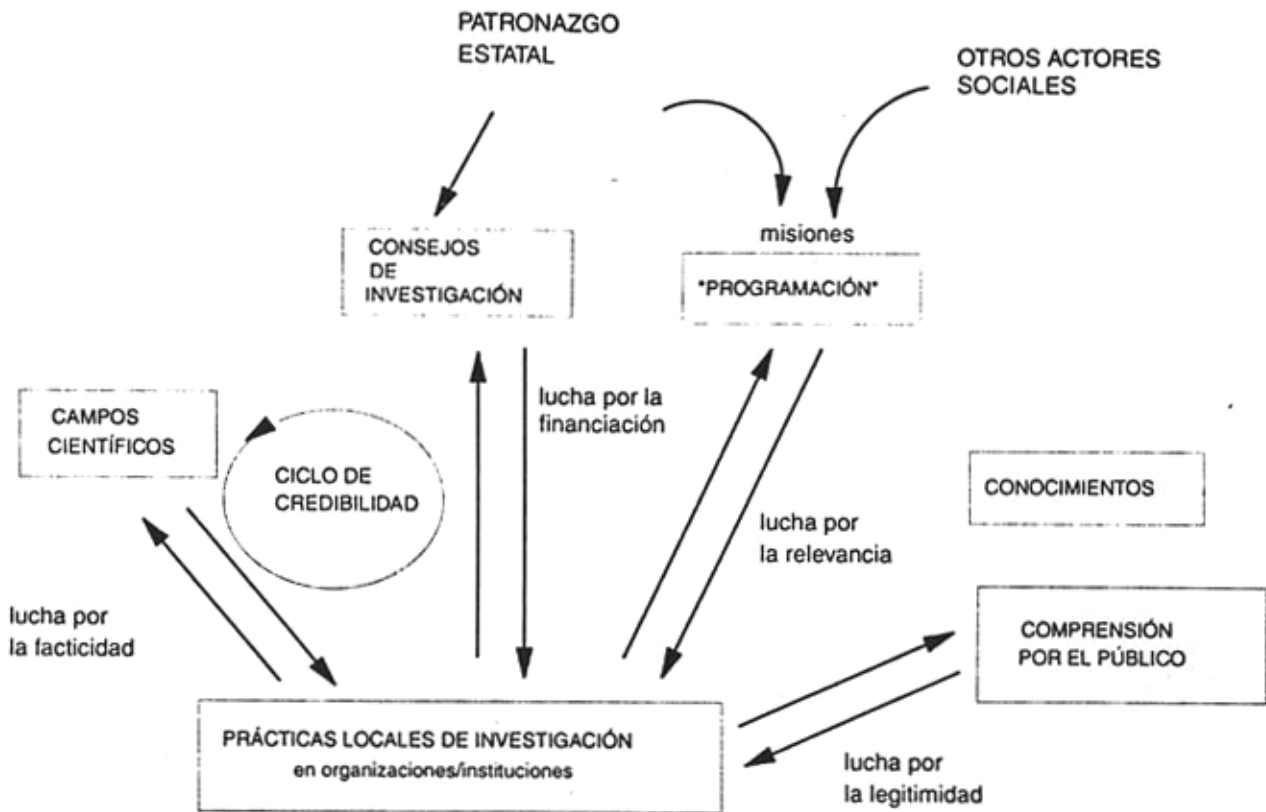 PATRONAZGO
ESTATAL
OTROS ACTORES
SOCIALES
CONSEJOS
DE
INVESTIGACIÓN
misiones
"PROGRAMACIÓN"
CAMPOS
CIENTÍFICOS
CICLO DE
CREDIBILIDAD
lucha por la
financiación
CONOCIMIENTOS
lucha por
la relevancia
lucha por
la facticidad
COMPRENSIÓN
POR EL PÚBLICO
PRÁCTICAS LOCALES DE INVESTIGACIÓN
en organizaciones/instituciones
lucha por
la legitimidad